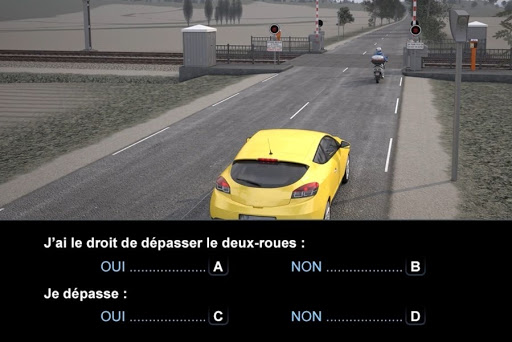 J'ai le droit de dépasser le deux-roues :
OUI ..................... A NON ..................... B
Je dépasse :
OUI ..................... C NON ..................... D